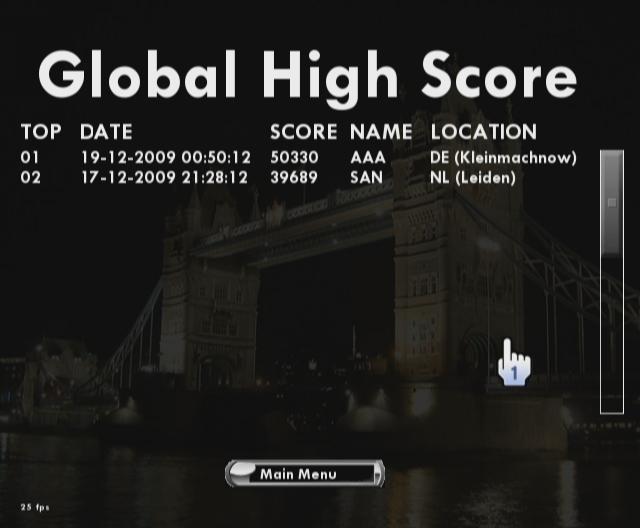 Global High Score
TOP DATE SCORE NAME LOCATION
01 19-12-2009 00:50:12 50330 AAA DE (Kleinmachnow)
02 17-12-2009 21:28:12 39689 SAN NL (Leiden)
1
Main Menu
25 fps